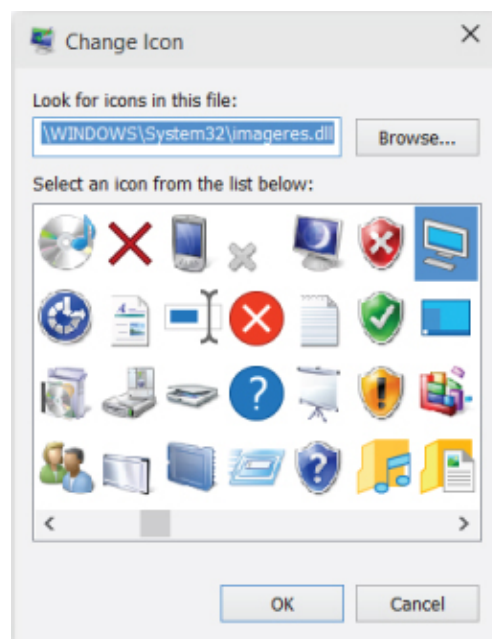 Change Icon
Look for icons in this file:
\WINDOWS\System32\imageres.dll
Browse...
Select an icon from the list below:
?
!
?
OK
Cancel